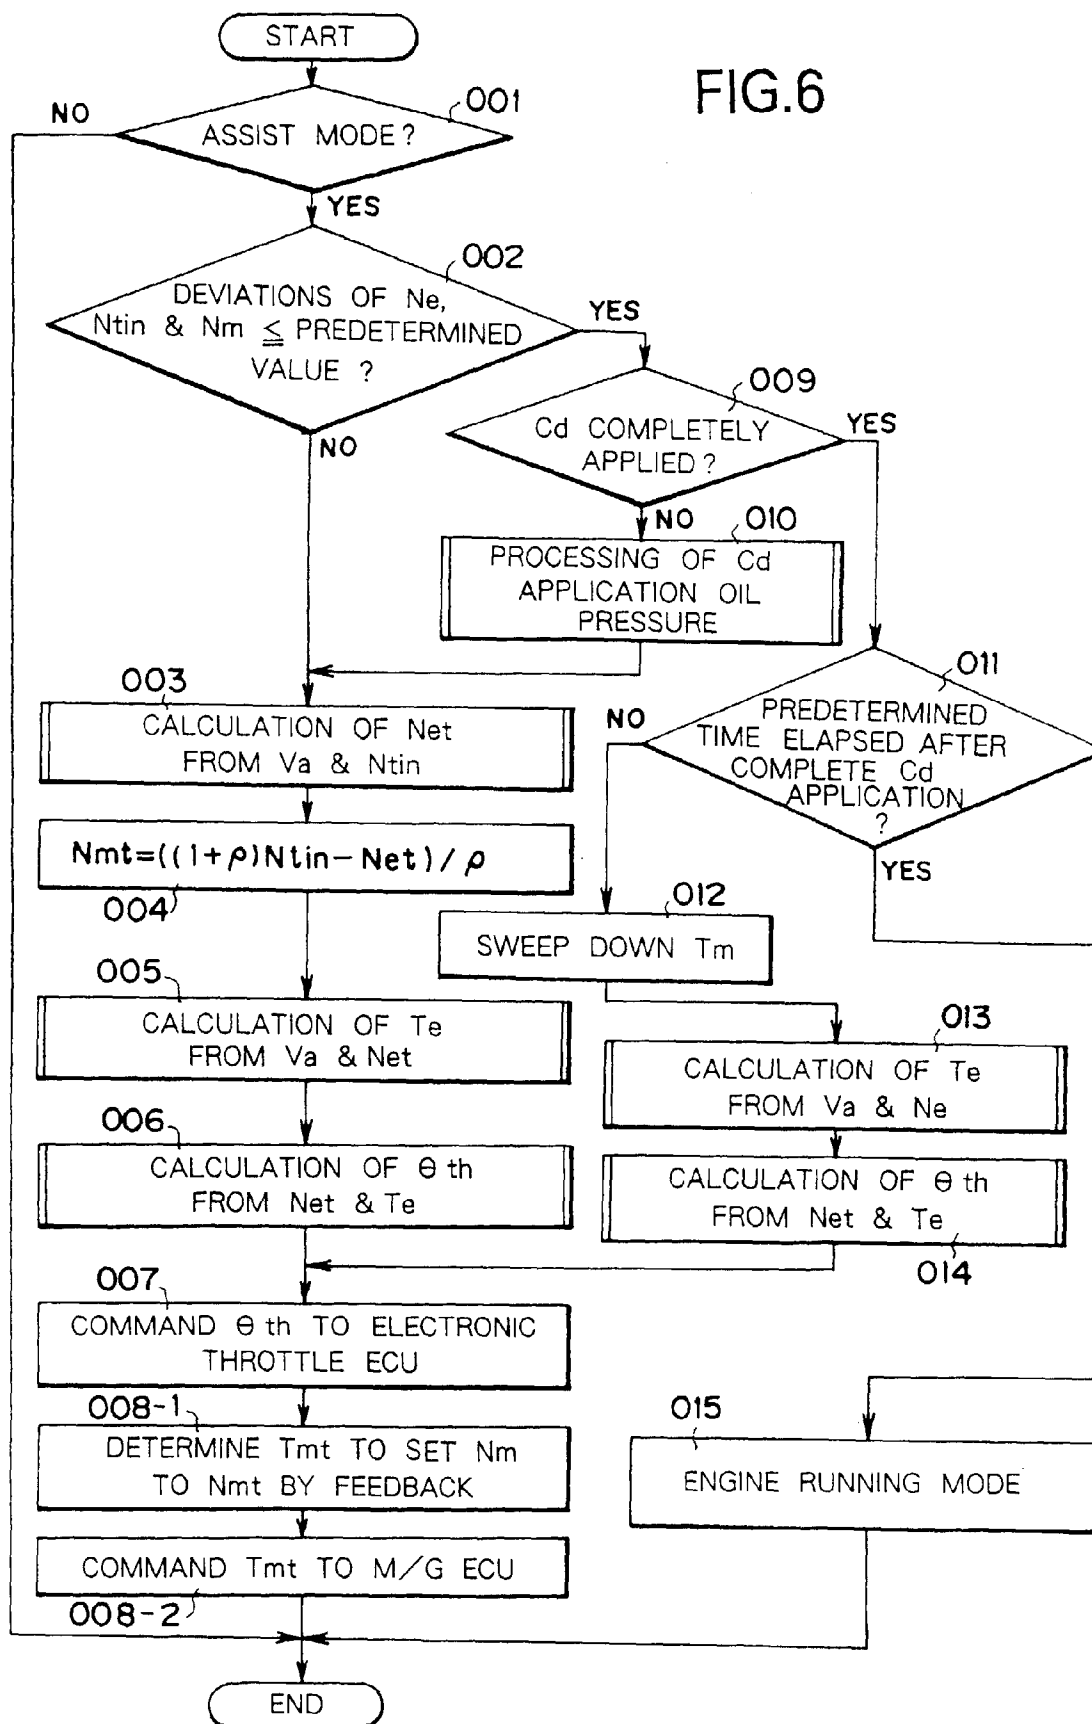 START
FIG.6
NO
001
ASSIST MODE?
YES
002
DEVIATIONS OF Ne,
Ntin & Nm ≦ PREDETERMINED
VALUE ?
YES
NO
009
Cd COMPLETELY
APPLIED?
YES
NO
010
PROCESSING OF Cd
APPLICATION OIL
PRESSURE
011
PREDETERMINED
TIME ELAPSED AFTER
COMPLETE Cd
APPLICATION
?
NO
YES
003
CALCULATION OF Net
FROM Va & Ntin
Nmt=((1+ρ)Ntin-Net)/ρ
004
012
SWEEP DOWN Tm
005
CALCULATION OF Te
FROM Va & Net
013
CALCULATION OF Te
FROM Va & Ne
006
CALCULATION OF θ th
FROM Net & Te
CALCULATION OF θ th
FROM Net & Te
014
007
COMMAND θ th TO ELECTRONIC
THROTTLE ECU
008-1
DETERMINE Tmt TO SET Nm
TO Nmt BY FEEDBACK
015
ENGINE RUNNING MODE
COMMAND Tmt TO M/G ECU
008-2
END